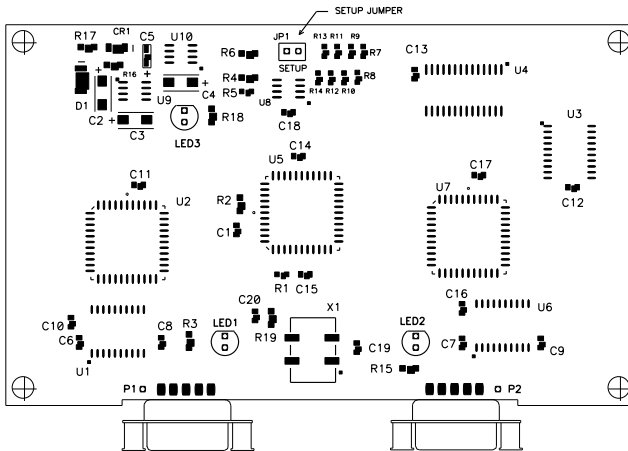 SETUP JUMPER
JP1
R17
CR1
C5
U10
R6
R13 R11 R9
R7
C13
U4
SETUP
R16
R4
R5
R8
U9
C4
U8
R14 R12 R10
D1
C2
C3
R18
C18
U3
LED3
C14
U5
C17
C11
U7
U2
R2
C12
C1
R1 C15
C20
X1
C16
U6
C10
LED1
LED2
C6
C8
R3
R19
C19
C7
C9
U1
R15
P1
P2